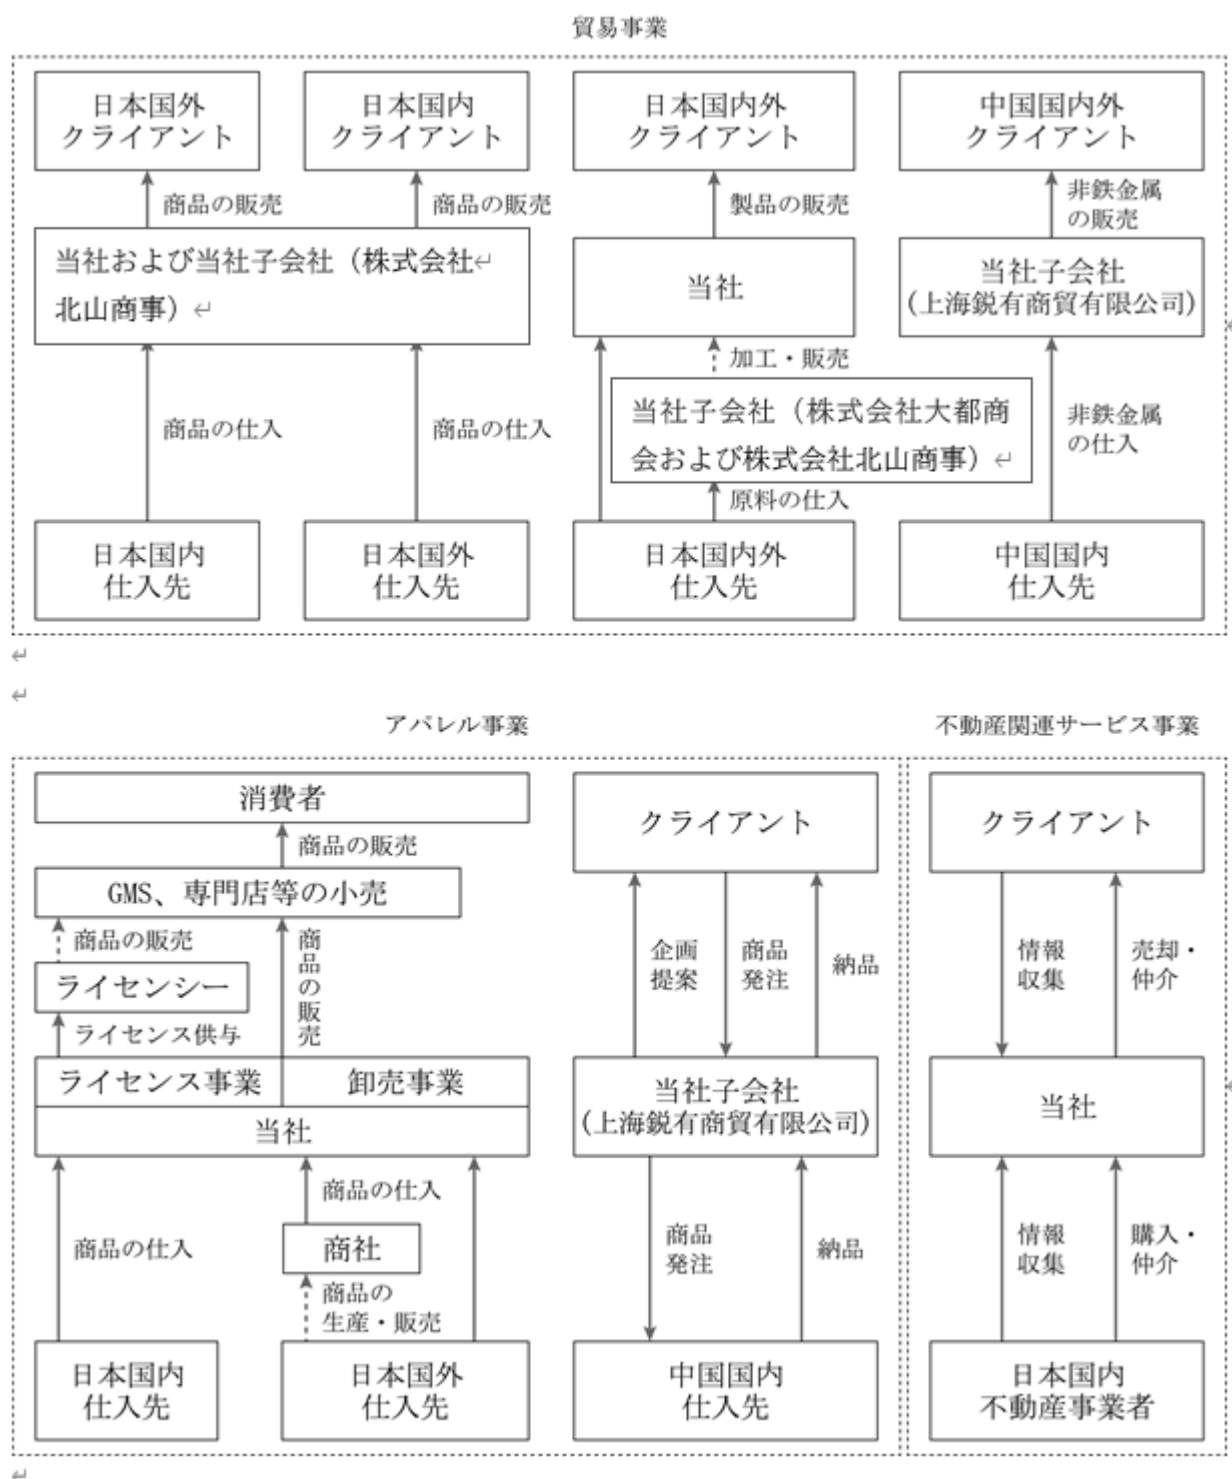 貿易事業
日本国外
クライアント
日本国内
クライアント
日本国内外
クライアント
中国国内外
クライアント
商品の販売
商品の販売
製品の販売
非鉄金属
の販売
当社および当社子会社（株式会社↵
北山商事）↵
当社
当社子会社
(上海鋭有商貿有限公司)
加工・販売
当社子会社（株式会社大都商
会および株式会社北山商事）↵
商品の仕入
商品の仕入
非鉄金属
の仕入
原料の仕入
日本国内
仕入先
日本国外
仕入先
日本国内外
仕入先
中国国内
仕入先
↵
↵
アパレル事業
消費者
商品の販売
GMS、専門店等の小売
商品の販売
商品の販売
ライセンシー
ライセンス供与
ライセンス事業
卸売事業
当社
商品の仕入
商品の仕入
商社
商品の
生産・販売
日本国内
仕入先
日本国外
仕入先
クライアント
企画
提案
商品
発注
納品
当社子会社
(上海鋭有商貿有限公司)
商品
発注
納品
中国国内
仕入先
不動産関連サービス事業
クライアント
情報
収集
売却・
仲介
当社
情報
収集
購入・
仲介
日本国内
不動産事業者
↵